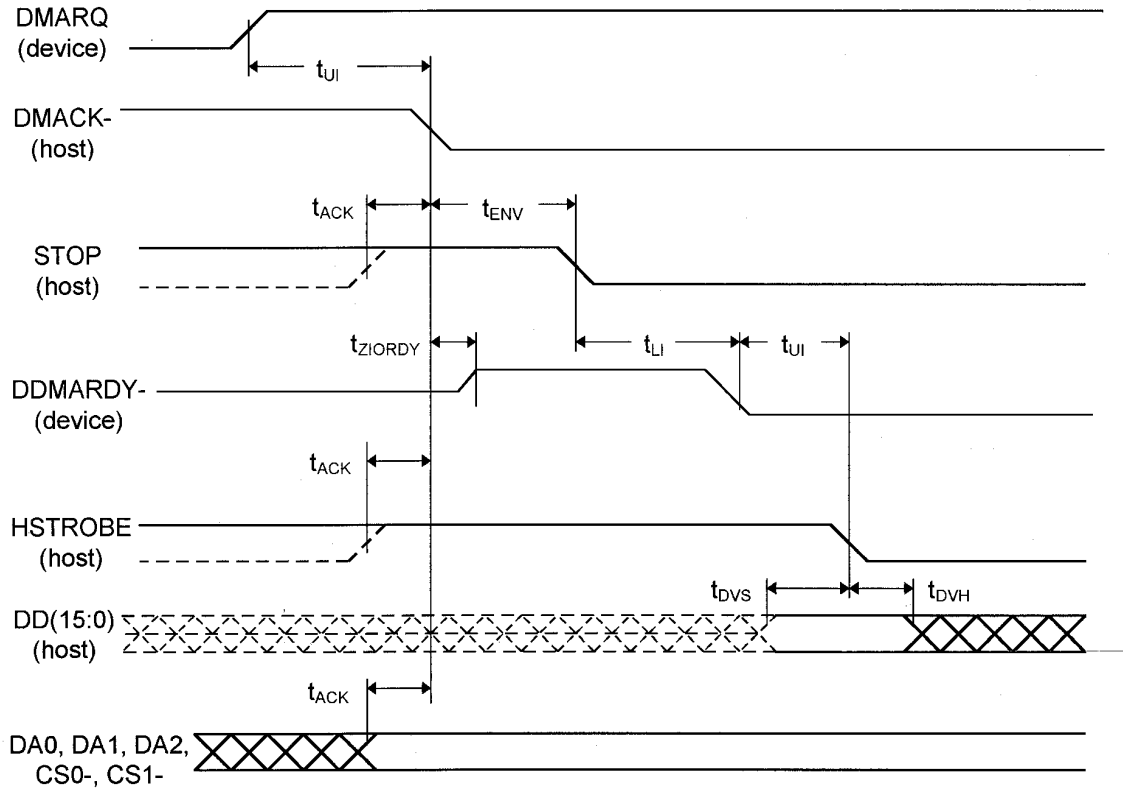 DMARQ
(device)
tUI
DMACK-
(host)
tACK
tENV
STOP
(host)
tZIORDY
tLI
tUI
DDMARDY-
(device)
tACK
HSTROBE
(host)
tDVS
tDVH
DD(15:0)
(host)
tACK
DA0, DA1, DA2,
CS0-, CS1-